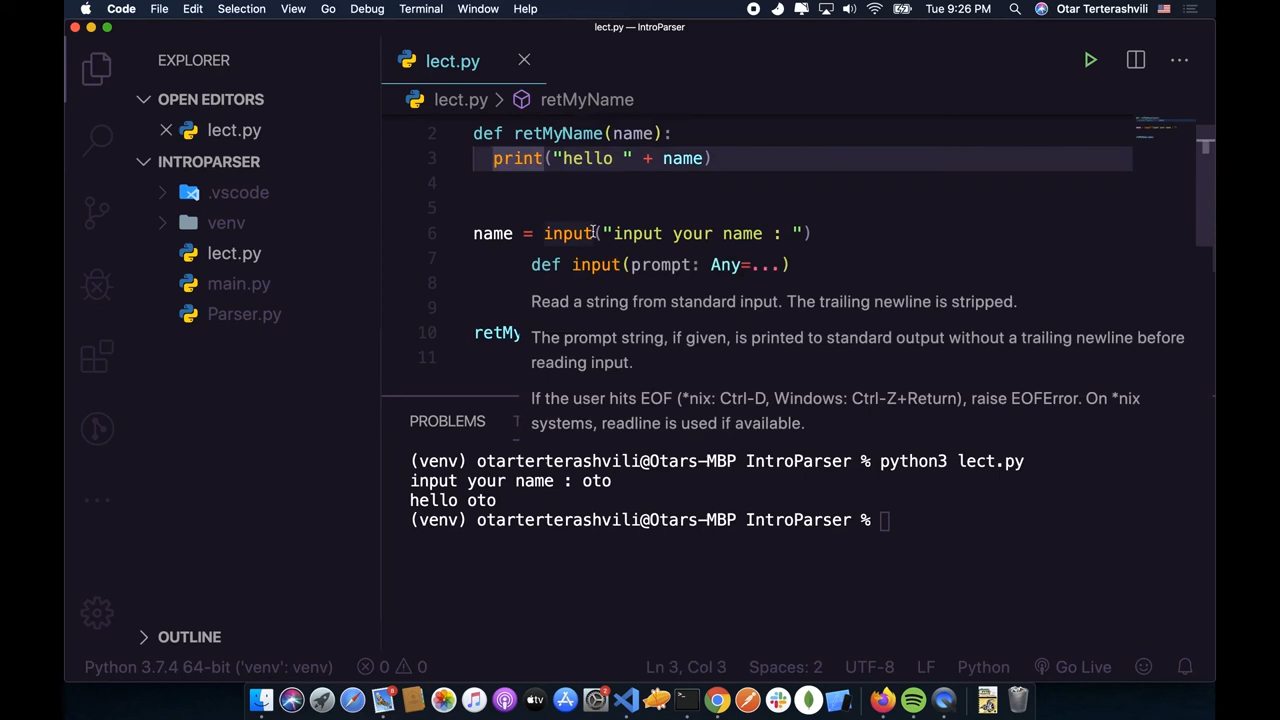 Code File Edit Selection View Go Debug Terminal Window Help Tue 9:26 PM Otar Terterashvili
lect.py — IntroParser
EXPLORER
OPEN EDITORS
lect.py
INTROPARSER
.vscode
venv
lect.py
main.py
Parser.py
OUTLINE
lect.py
lect.py > retMyName
2 def retMyName(name):
3 print("hello " + name)
4
5
6 name = input("input your name : ")
7 def input(prompt: Any=...)
8 Read a string from standard input. The trailing newline is stripped.
9
10 retMy
The prompt string, if given, is printed to standard output without a trailing newline before
reading input.
11
If the user hits EOF (*nix: Ctrl-D, Windows: Ctrl-Z+Return), raise EOFError. On *nix
systems, readline is used if available.
PROBLEMS
(venv) otarterterashvili@Otars-MBP IntroParser % python3 lect.py
input your name : oto
hello oto
(venv) otarterterashvili@Otars-MBP IntroParser %
Python 3.7.4 64-bit ('venv': venv) 0 0 Ln 3, Col 3 Spaces: 2 UTF-8 LF Python Go Live